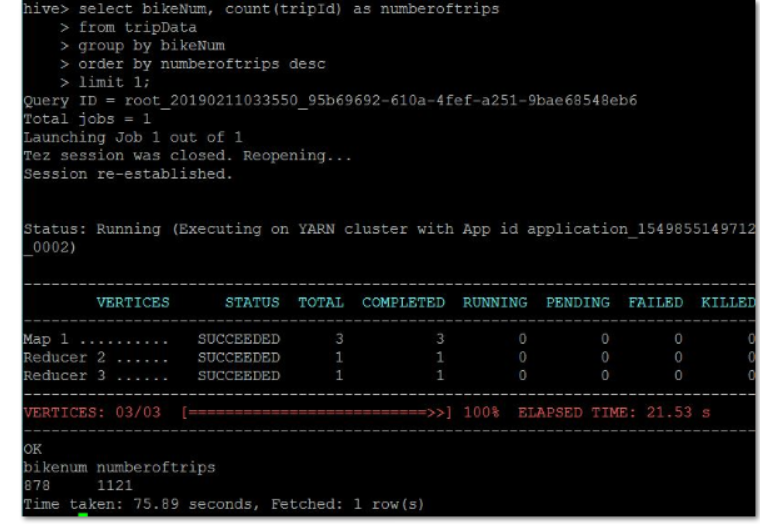 hive> select bikeNum, count(tripId) as numberoftrips
> from tripData
> group by bikeNum
> order by numberoftrips desc
> limit 1;
Query ID = root_20190211033550_95b69692-610a-4fef-a251-9bae68548eb6
Total jobs = 1
Launching Job 1 out of 1
Tez session was closed. Reopening...
Session re-established.
Status: Running (Executing on YARN cluster with App id application_1549855149712
_0002)
--------------------------------------------------------------------------------
VERTICES STATUS TOTAL COMPLETED RUNNING PENDING FAILED KILLED
--------------------------------------------------------------------------------
Map 1 .......... SUCCEEDED 3 3 0 0 0 0
Reducer 2 ...... SUCCEEDED 1 1 0 0 0 0
Reducer 3 ...... SUCCEEDED 1 1 0 0 0 0
--------------------------------------------------------------------------------
VERTICES: 03/03 [==========================>>] 100% ELAPSED TIME: 21.53 s
--------------------------------------------------------------------------------
OK
bikenum numberoftrips
878 1121
Time taken: 75.89 seconds, Fetched: 1 row(s)